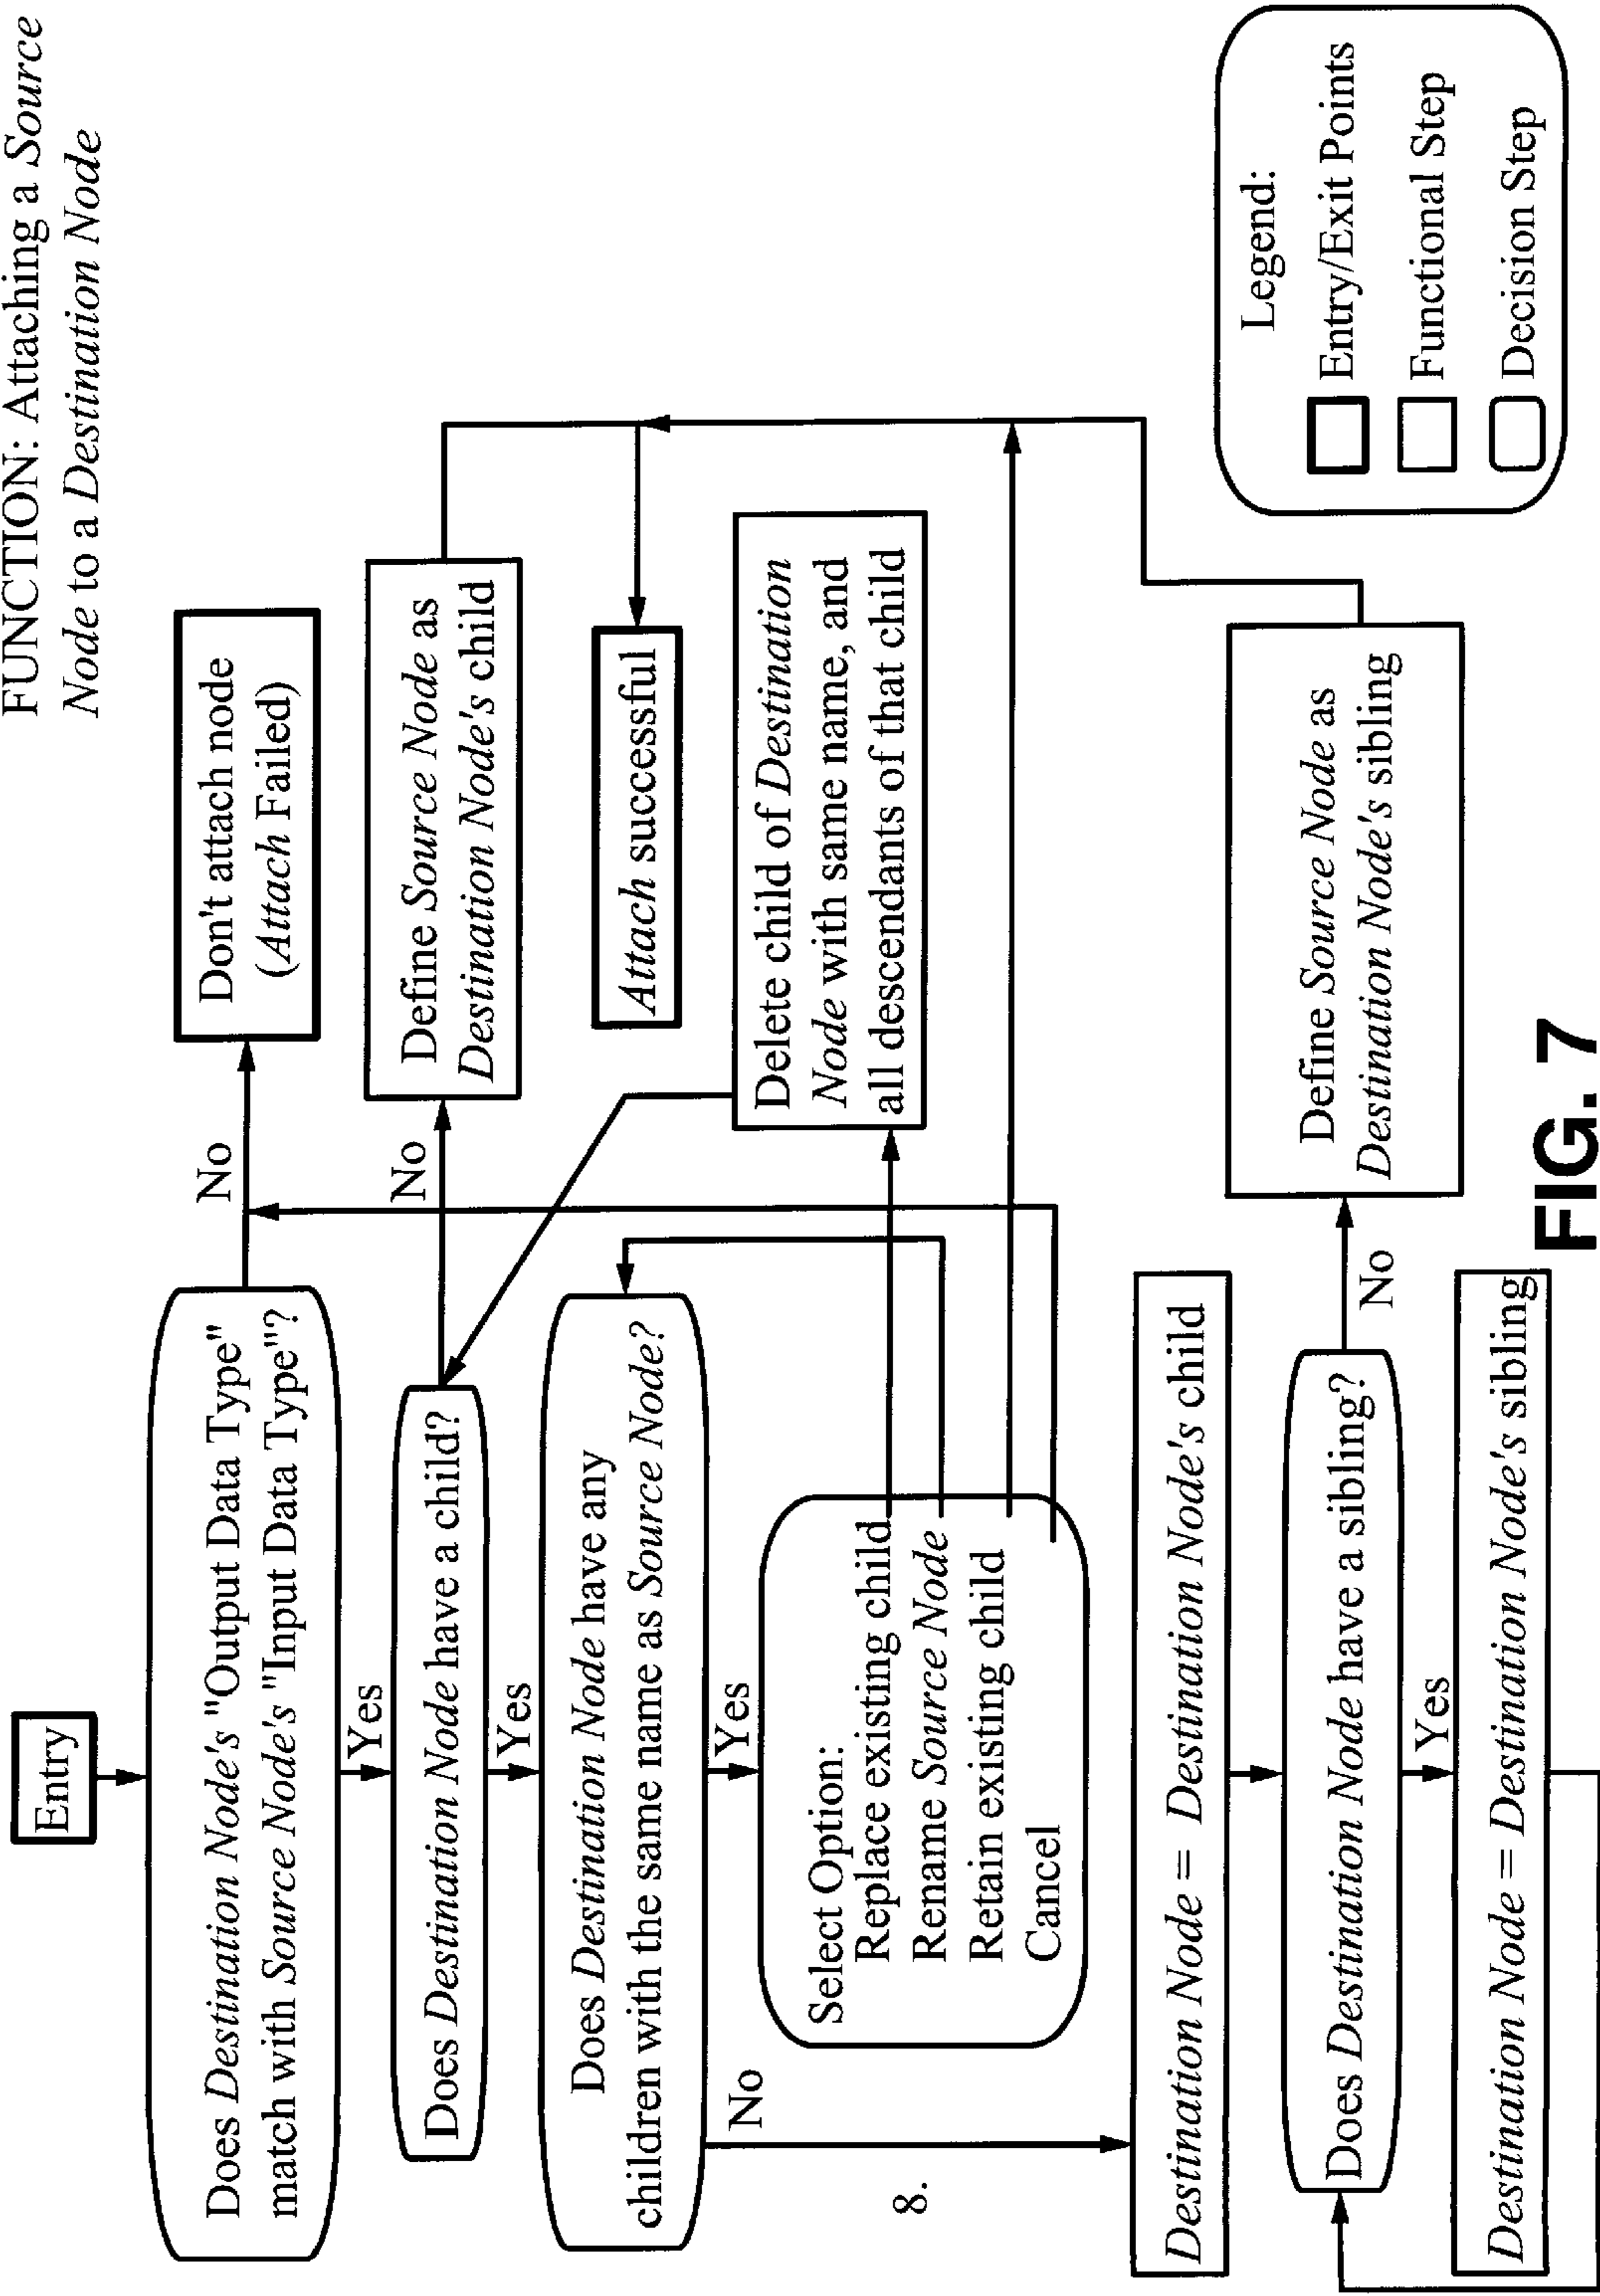 FUNCTION: Attaching a Source
Node to a Destination Node
Entry
Does Destination Node's "Output Data Type"
match with Source Node's "Input Data Type"?
No
Don't attach node
(Attach Failed)
Yes
Does Destination Node have a child?
No
Define Source Node as
Destination Node's child
Yes
Attach successful
Does Destination Node have any
children with the same name as Source Node?
Yes
No
Delete child of Destination
Node with same name, and
all descendants of that child
Select Option:
Replace existing child
Rename Source Node
Retain existing child
Cancel
8.
Destination Node = Destination Node's child
Does Destination Node have a sibling?
No
Define Source Node as
Destination Node's sibling
Yes
Destination Node = Destination Node's sibling
Legend:
Entry/Exit Points
Functional Step
Decision Step
FIG. 7